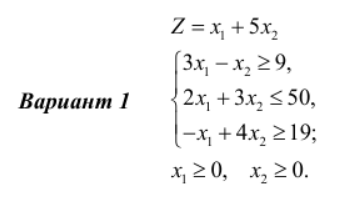 Z = x₁ + 5x₂
3x₁ − x₂ ≥ 9,
Вариант 1
2x₁ + 3x₂ ≤ 50,
−x₁ + 4x₂ ≥ 19;
x₁ ≥ 0, x₂ ≥ 0.